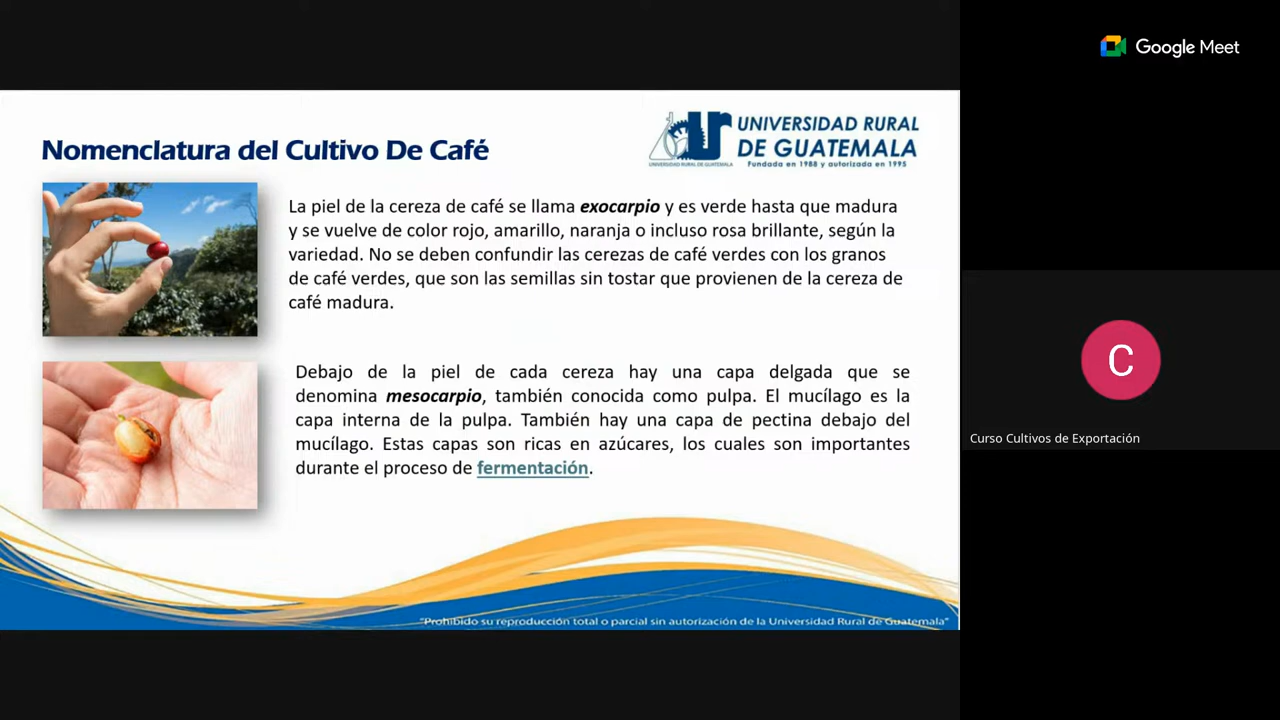 Google Meet
UNIVERSIDAD RURAL
DE GUATEMALA
UNIVERSIDAD RURAL DE GUATEMALA
Fundada en 1988 y autorizada en 1995
Nomenclatura del Cultivo De Café
La piel de la cereza de café se llama exocarpio y es verde hasta que madura
y se vuelve de color rojo, amarillo, naranja o incluso rosa brillante, según la
variedad. No se deben confundir las cerezas de café verdes con los granos
de café verdes, que son las semillas sin tostar que provienen de la cereza de
café madura.
Debajo de la piel de cada cereza hay una capa delgada que se
denomina mesocarpio, también conocida como pulpa. El mucílago es la
capa interna de la pulpa. También hay una capa de pectina debajo del
mucílago. Estas capas son ricas en azúcares, los cuales son importantes
durante el proceso de fermentación.
C
Curso Cultivos de Exportación
"Prohibido su reproducción total o parcial sin autorización de la Universidad Rural de Guatemala"